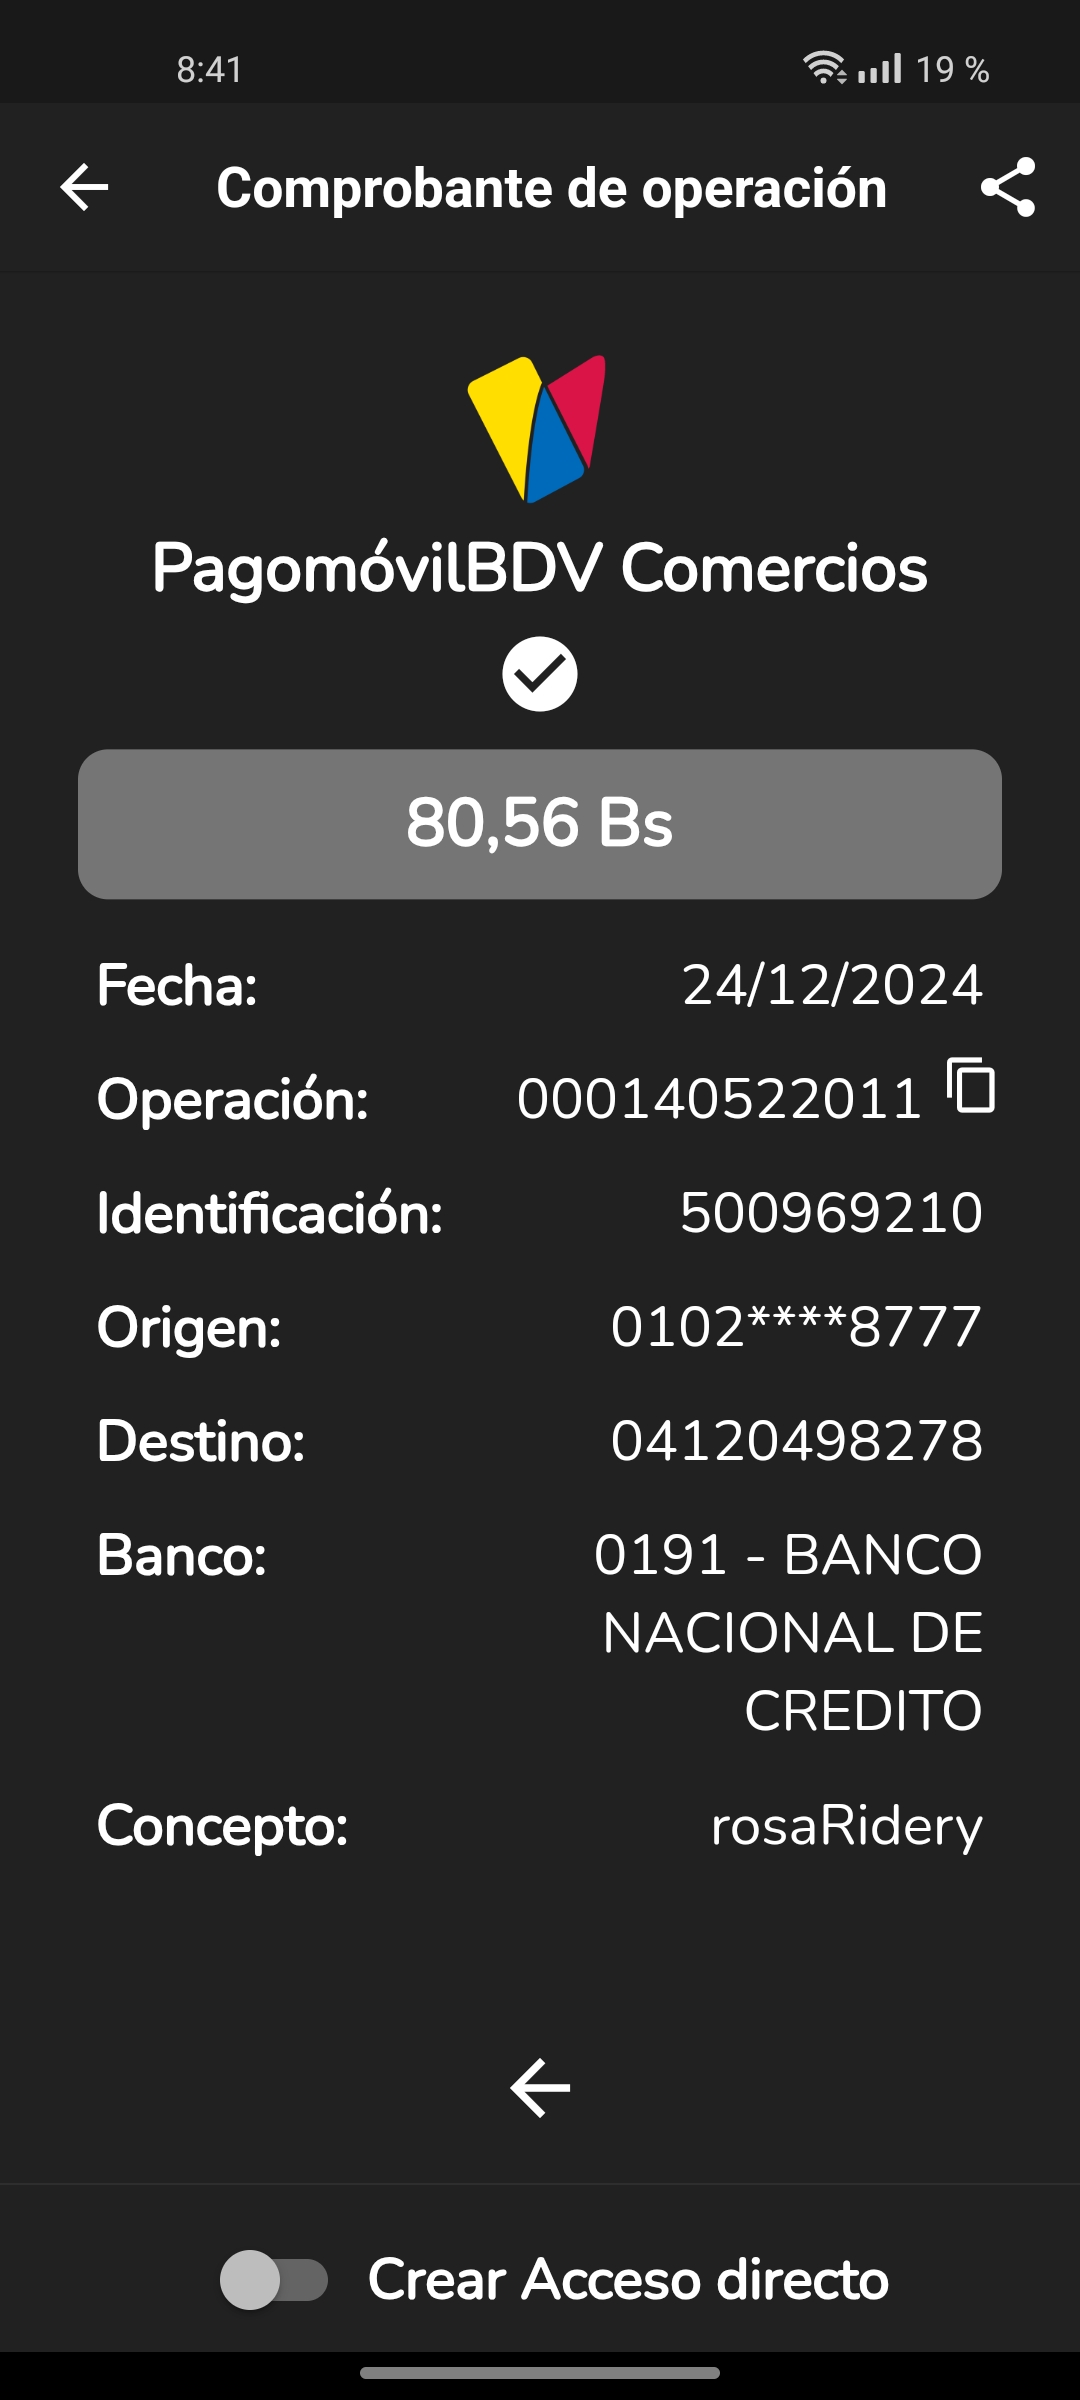 8:41
19 %
Comprobante de operación
PagomóvilBDV Comercios
80,56 Bs
Fecha: 24/12/2024
Operación: 000140522011
Identificación: 500969210
Origen: 0102****8777
Destino: 04120498278
Banco: 0191 - BANCO
NACIONAL DE
CREDITO
Concepto: rosaRidery
Crear Acceso directo